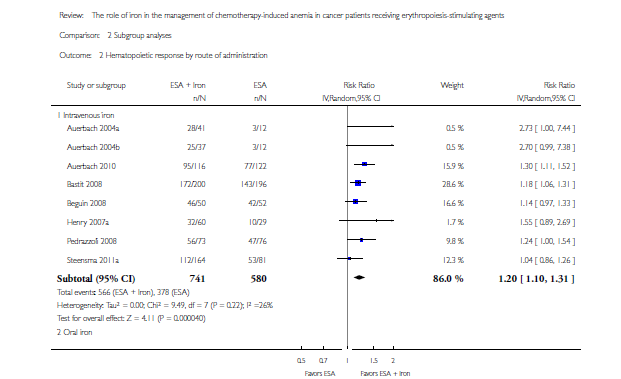 Review: The role of iron in the management of chemotherapy-induced anemia in cancer patients receiving erythropoiesis-stimulating agents
Comparison: 2 Subgroup analyses
Outcome: 2 Hematopoietic response by route of administration
Study or subgroup ESA + Iron ESA Risk Ratio Weight Risk Ratio
n/N n/N IV,Random,95% CI IV,Random,95% CI
1 Intravenous iron
Auerbach 2004a 28/41 3/12 0.5 % 2.73 [ 1.00, 7.44 ]
Auerbach 2004b 25/37 3/12 0.5 % 2.70 [ 0.99, 7.38 ]
Auerbach 2010 95/116 77/122 15.9 % 1.30 [ 1.11, 1.52 ]
Bastit 2008 172/200 143/196 28.6 % 1.18 [ 1.06, 1.31 ]
Beguin 2008 46/50 42/52 16.6 % 1.14 [ 0.97, 1.33 ]
Henry 2007a 32/60 10/29 1.7 % 1.55 [ 0.89, 2.69 ]
Pedrazzoli 2008 56/73 47/76 9.8 % 1.24 [ 1.00, 1.54 ]
Steensma 2011a 112/164 53/81 12.3 % 1.04 [ 0.86, 1.26 ]
Subtotal (95% CI) 741 580 86.0 % 1.20 [ 1.10, 1.31 ]
Total events: 566 (ESA + Iron), 378 (ESA)
Heterogeneity: Tau² = 0.00; Chi² = 9.49, df = 7 (P = 0.22); I² =26%
Test for overall effect: Z = 4.11 (P = 0.000040)
2 Oral iron
0.5 0.7 1 1.5 2
Favors ESA Favors ESA + Iron